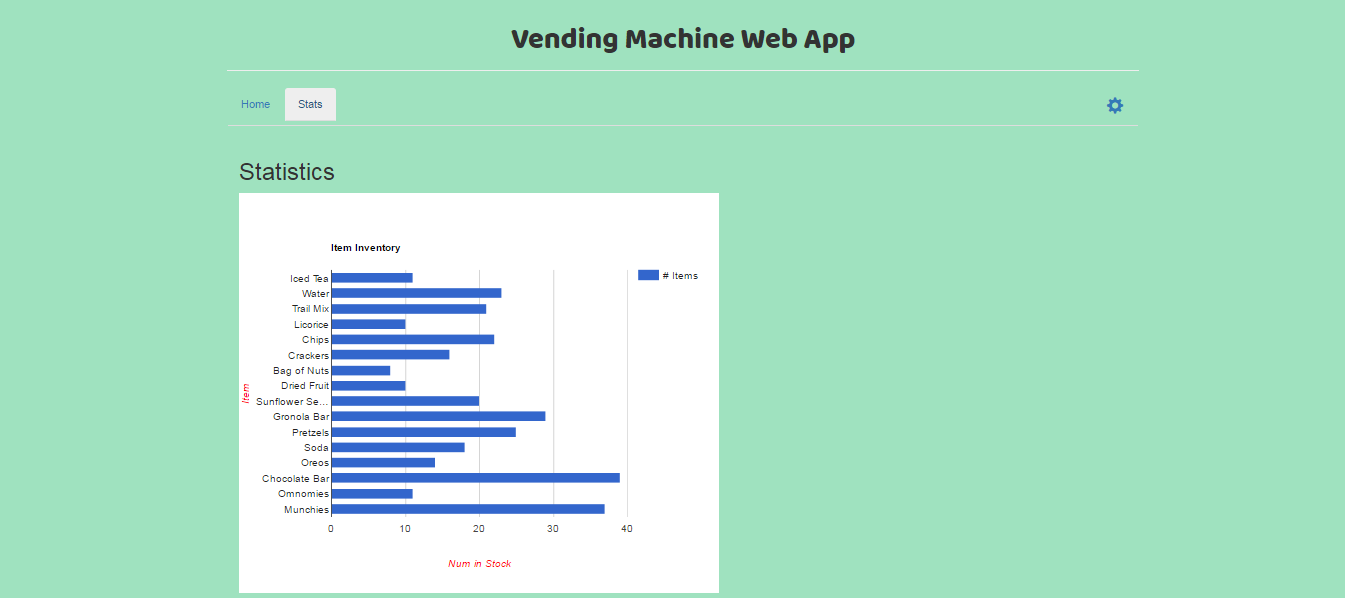 Vending Machine Web App
Home
Stats
Statistics
Item Inventory
# Items
Iced Tea
Water
Trail Mix
Licorice
Chips
Crackers
Bag of Nuts
Dried Fruit
Item
Sunflower Se...
Gronola Bar
Pretzels
Soda
Oreos
Chocolate Bar
Omnomies
Munchies
0 10 20 30 40
Num in Stock